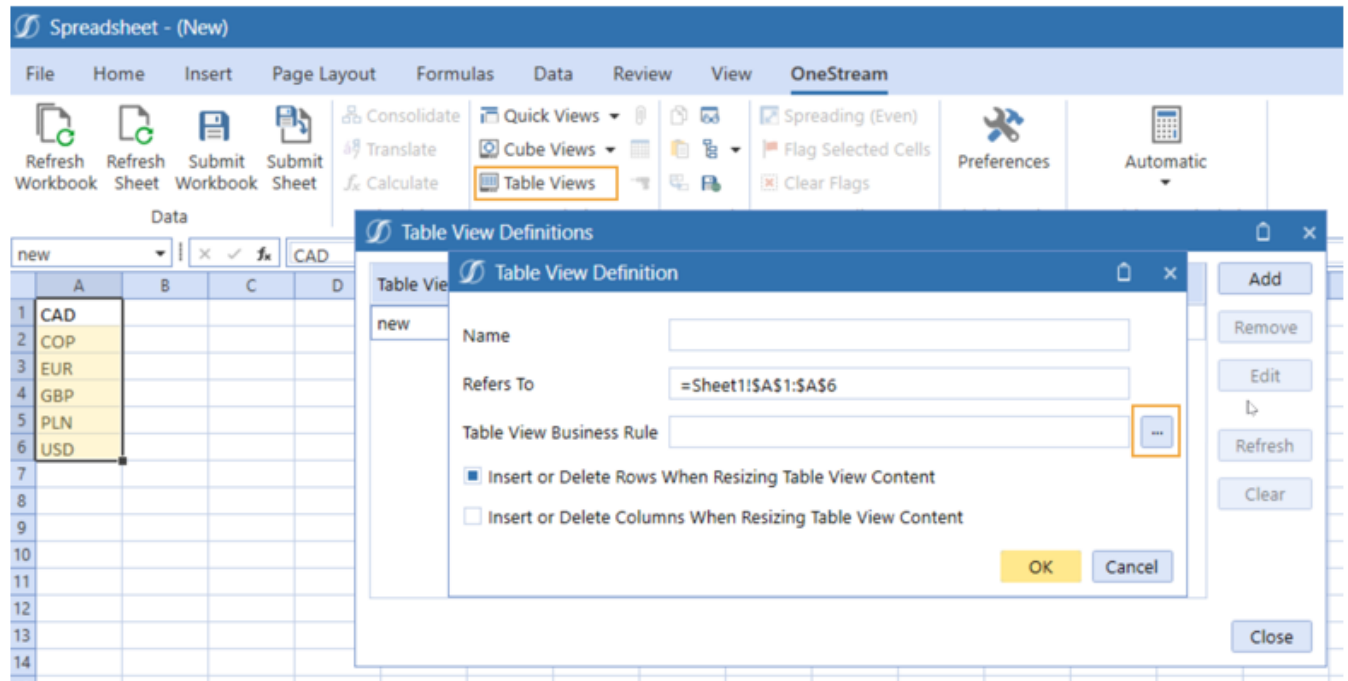 Spreadsheet - (New)
File Home Insert Page Layout Formulas Data Review View OneStream
Refresh Workbook
Refresh Sheet
Submit Workbook
Submit Sheet
Data
Consolidate
Translate
fx Calculate
Quick Views
Cube Views
Table Views
Spreading (Even)
Flag Selected Cells
Clear Flags
Preferences
Automatic
new
fx CAD
A B C D
1 CAD
2 COP
3 EUR
4 GBP
5 PLN
6 USD
7
8
9
10
11
12
13
14
Table View Definitions
Table Vie
new
Add
Remove
Edit
Refresh
Clear
Close
Table View Definition
Name
Refers To =Sheet1!$A$1:$A$6
Table View Business Rule ...
Insert or Delete Rows When Resizing Table View Content
Insert or Delete Columns When Resizing Table View Content
OK Cancel